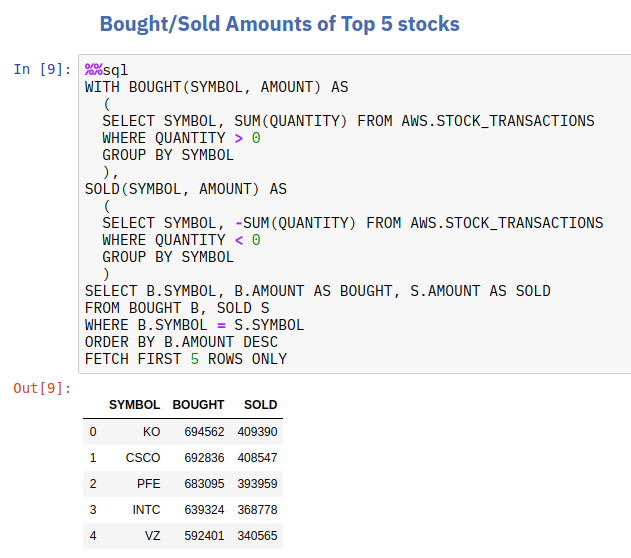 Bought/Sold Amounts of Top 5 stocks
In [9]: %%sql
WITH BOUGHT(SYMBOL, AMOUNT) AS
(
SELECT SYMBOL, SUM(QUANTITY) FROM AWS.STOCK_TRANSACTIONS
WHERE QUANTITY > 0
GROUP BY SYMBOL
),
SOLD(SYMBOL, AMOUNT) AS
(
SELECT SYMBOL, -SUM(QUANTITY) FROM AWS.STOCK_TRANSACTIONS
WHERE QUANTITY < 0
GROUP BY SYMBOL
)
SELECT B.SYMBOL, B.AMOUNT AS BOUGHT, S.AMOUNT AS SOLD
FROM BOUGHT B, SOLD S
WHERE B.SYMBOL = S.SYMBOL
ORDER BY B.AMOUNT DESC
FETCH FIRST 5 ROWS ONLY
Out[9]:
SYMBOL BOUGHT SOLD
0 KO 694562 409390
1 CSCO 692836 408547
2 PFE 683095 393959
3 INTC 639324 368778
4 VZ 592401 340565